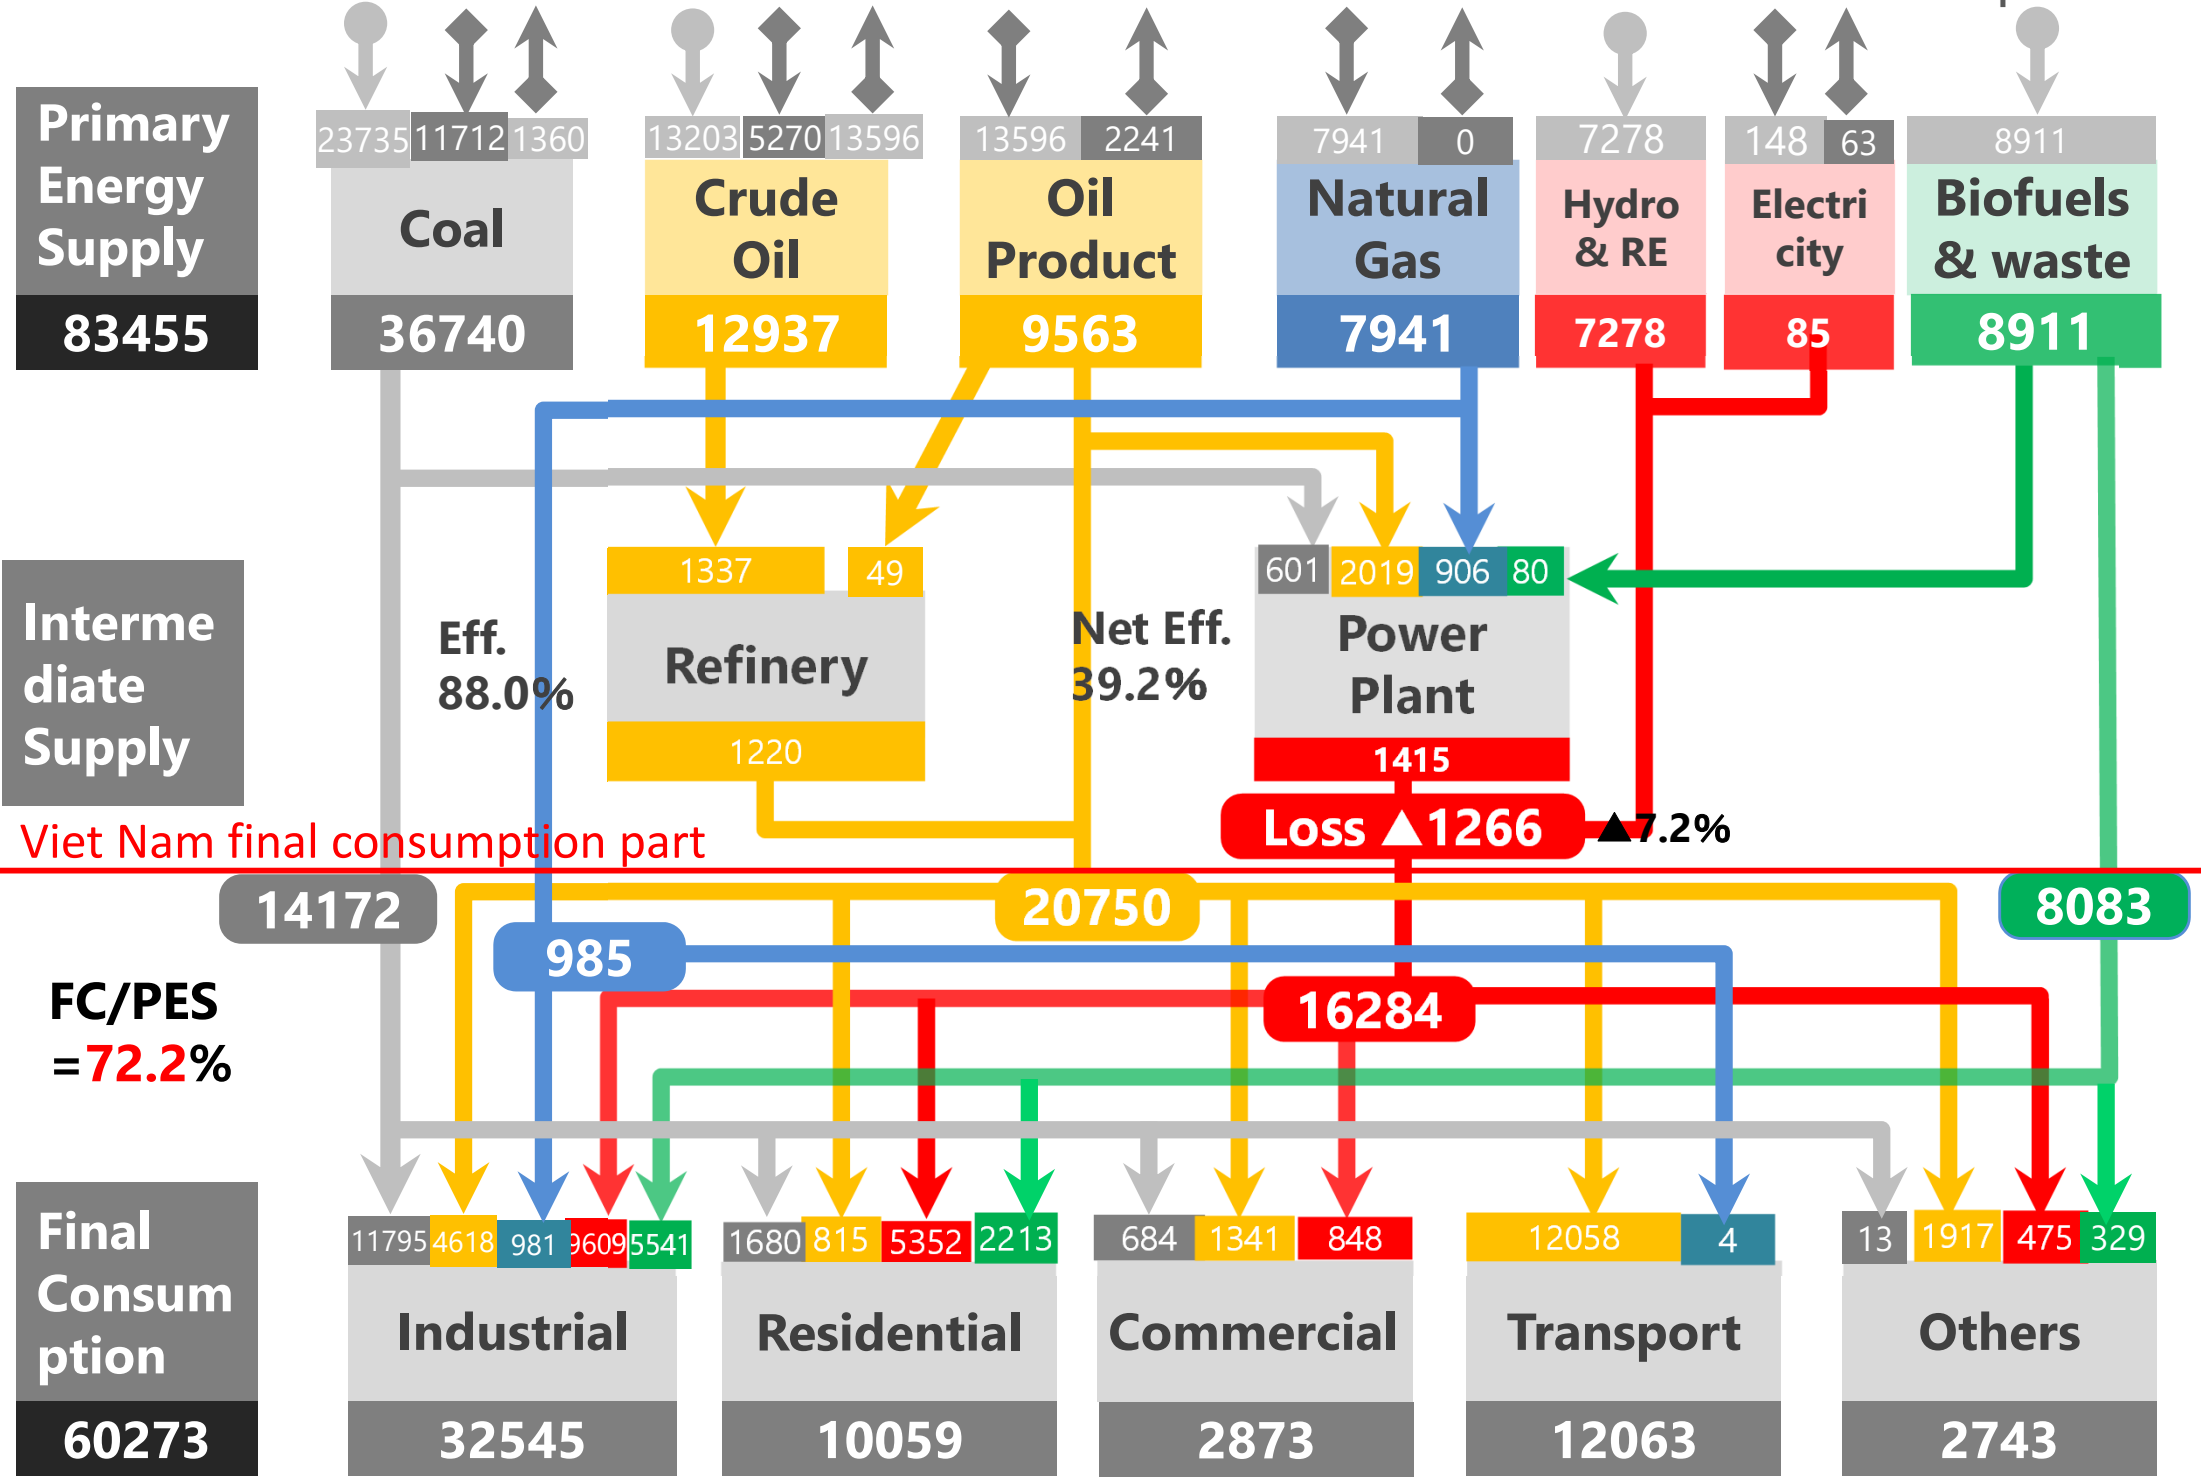 Primary
Energy
Supply
83455
23735 11712 1360
Coal
36740
13203 5270 13596
Crude
Oil
12937
13596 2241
Oil
Product
9563
7941 0
Natural
Gas
7941
7278
Hydro
& RE
7278
148 63
Electri
city
85
8911
Biofuels
& waste
8911
Interme
diate
Supply
Eff.
88.0%
1337 49
Refinery
1220
Net Eff.
39.2%
601 2019 906 80
Power
Plant
1415
Loss ▲1266
▲7.2%
Viet Nam final consumption part
14172
20750
8083
985
16284
FC/PES
=72.2%
Final
Consum
ption
60273
11795 4618 981 9609 5541
Industrial
32545
1680 815 5352 2213
Residential
10059
684 1341 848
Commercial
2873
12058 4
Transport
12063
13 1917 475 329
Others
2743